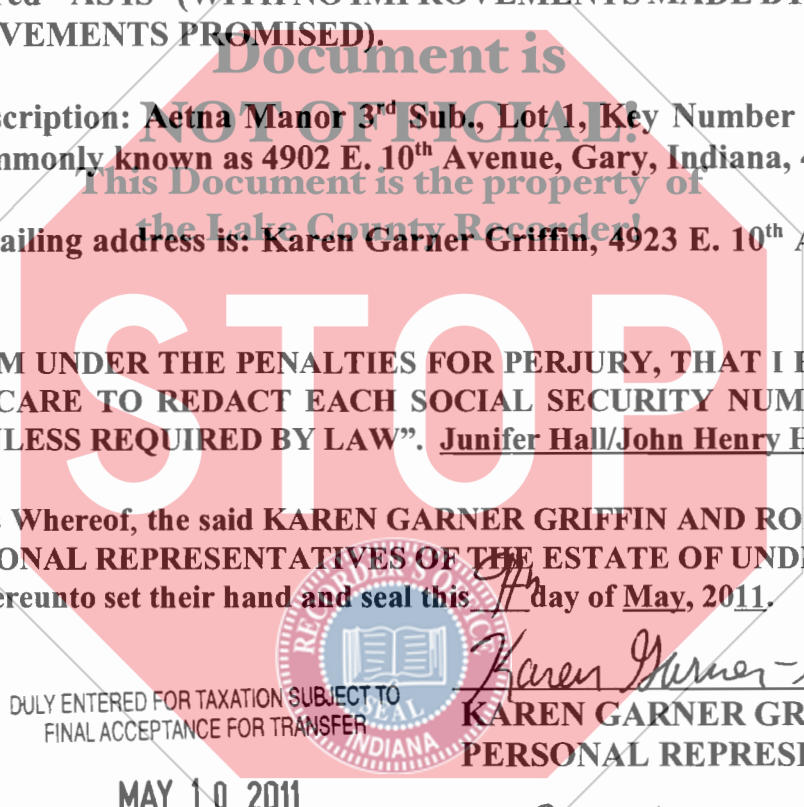 "AS IS" (WITH NO IMPROVEMENTS MADE
VEMENTS PROMISED).
Document is
NOT OFFICIAL!
scription: Aetna Manor 3rd Sub., Lot 1, Key Number
mmonly known as 4902 E. 10th Avenue, Gary, Indiana,
This Document is the property of
the Lake County Recorder!
ailing address is: Karen Garner Griffin, 4923 E. 10th A
STOP
M UNDER THE PENALTIES FOR PERJURY, THAT I
CARE TO REDACT EACH SOCIAL SECURITY NUM
LESS REQUIRED BY LAW". Junifer Hall/John Henry H
Whereof, the said KAREN GARNER GRIFFIN AND RO
ONAL REPRESENTATIVES OF THE ESTATE OF UND
ereunto set their hand and seal this 9th day of May, 2011.
RECORDER'S OFFICE
SEAL
INDIANA
Karen Garner-
DULY ENTERED FOR TAXATION SUBJECT TO
FINAL ACCEPTANCE FOR TRANSFER
KAREN GARNER GR
PERSONAL REPRES
MAY 10 2011